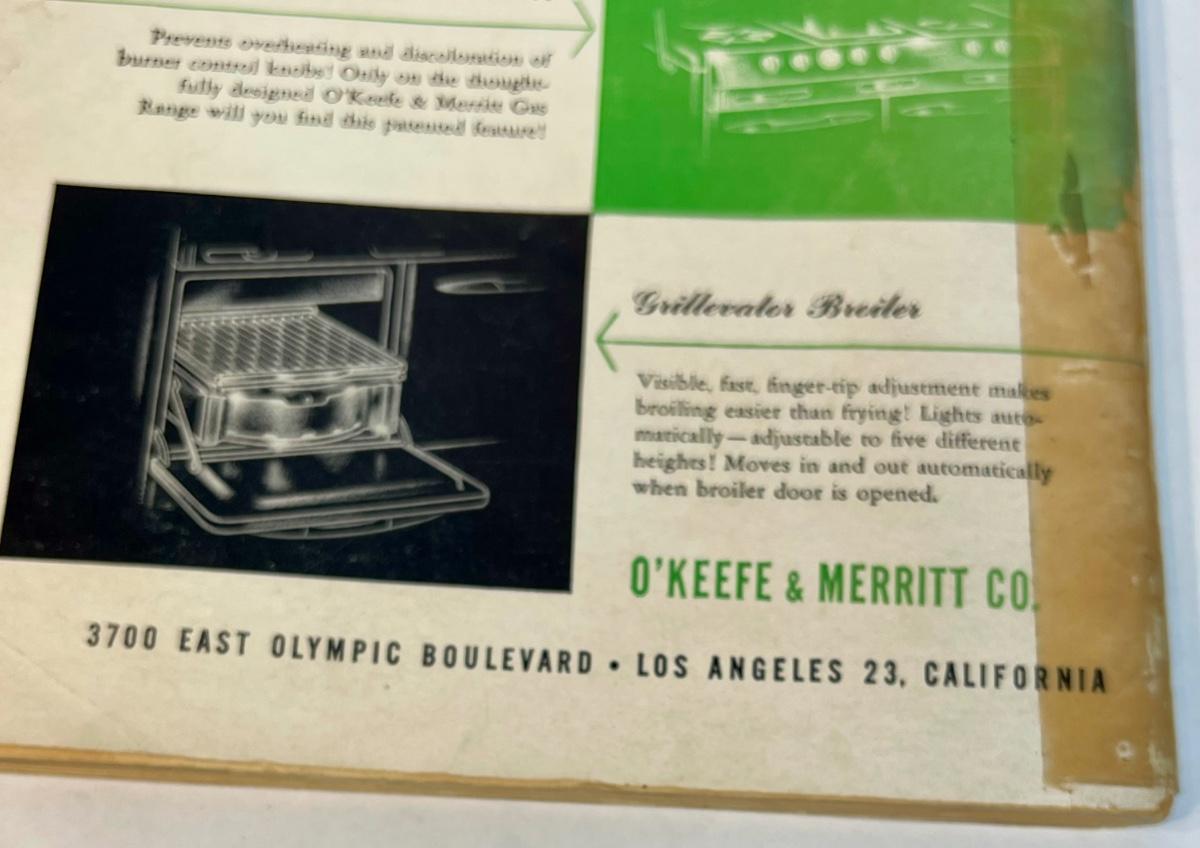 Prevents overheating and discoloration of
burner control knobs! Only on the thought-
fully designed O'Keefe & Merritt Gas
Range will you find this patented feature!
Grillevator Broiler
Visible, fast, finger-tip adjustment makes
broiling easier than frying! Lights auto-
matically—adjustable to five different
heights! Moves in and out automatically
when broiler door is opened.
O'KEEFE & MERRITT CO.
3700 EAST OLYMPIC BOULEVARD • LOS ANGELES 23, CALIFORNIA